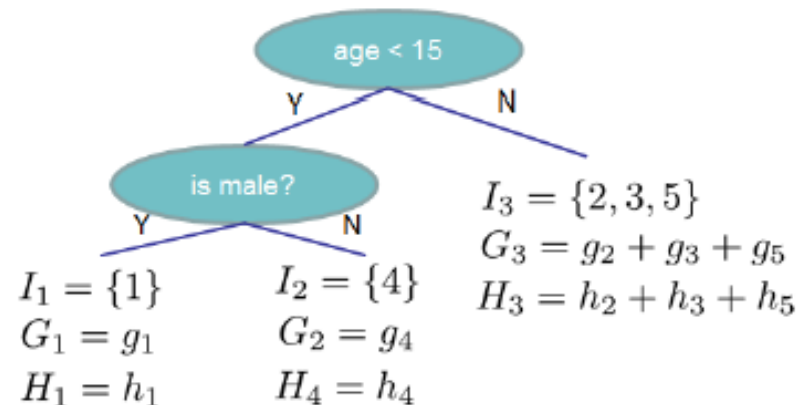 age < 15
Y
N
is male?
Y
N
I₁ = {1}
G₁ = g₁
H₁ = h₁
I₂ = {4}
G₂ = g₄
H₄ = h₄
I₃ = {2, 3, 5}
G₃ = g₂ + g₃ + g₅
H₃ = h₂ + h₃ + h₅